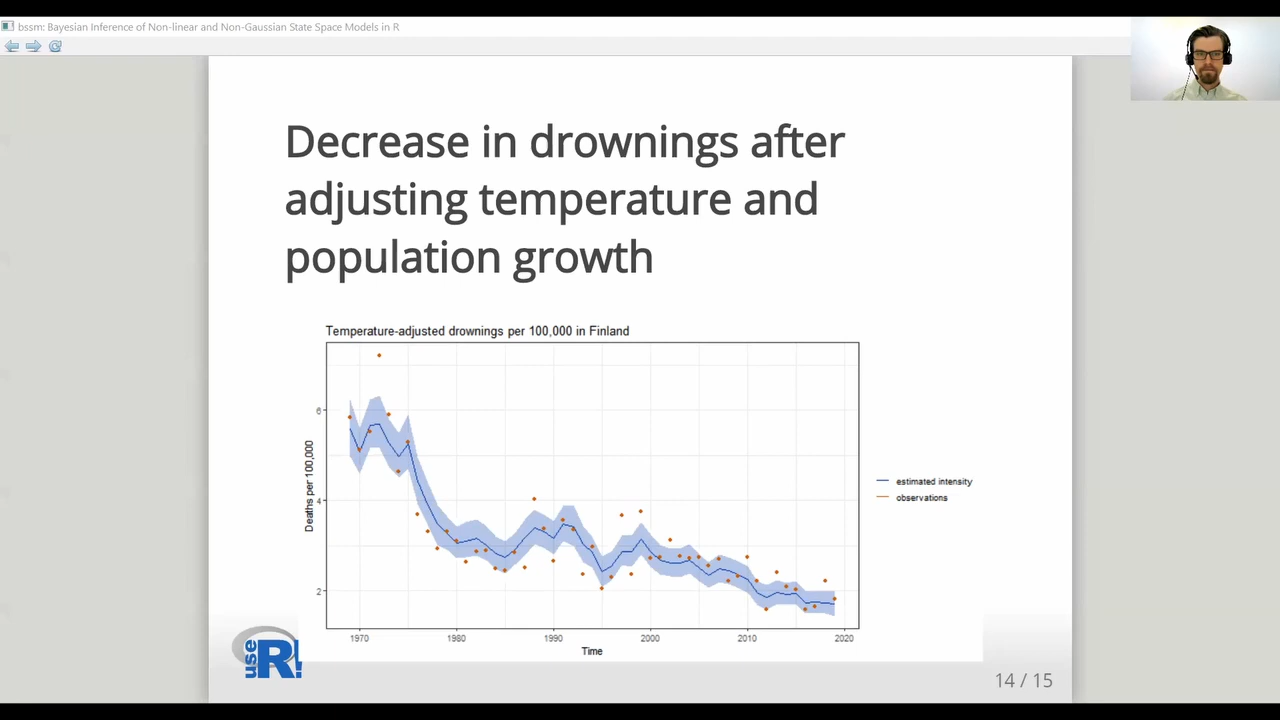 bssm: Bayesian Inference of Non-linear and Non-Gaussian State Space Models in R
Decrease in drownings after
adjusting temperature and
population growth
Temperature-adjusted drownings per 100,000 in Finland
Deaths per 100,000
6
4
2
1970 1980 1990 2000 2010 2020
Time
estimated intensity
observations
use R!
14 / 15